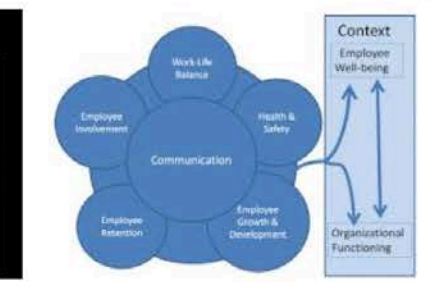 Context
Employee
Well-being
Work-Life
Balance
Employee
Involvement
Health &
Safety
Communication
Employee
Growth &
Development
Employee
Retention
Organizational
Functioning